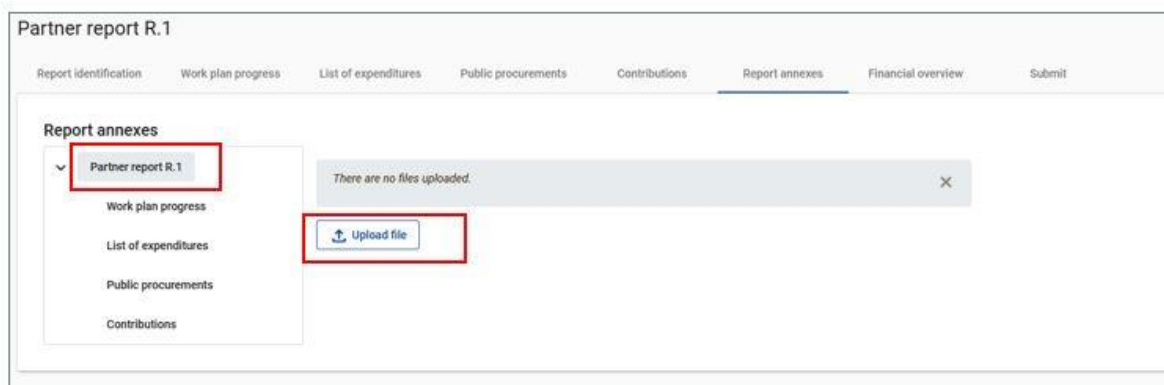 Partner report R.1
Report identification Work plan progress List of expenditures Public procurements Contributions Report annexes Financial overview Submit
Report annexes
Partner report R.1
There are no files uploaded.
Work plan progress
Upload file
List of expenditures
Public procurements
Contributions